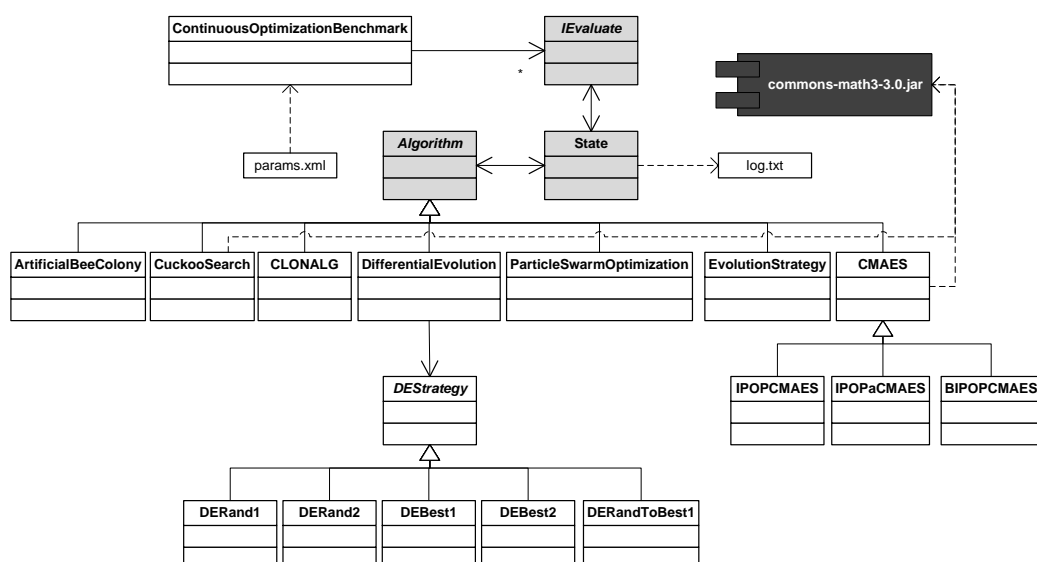 ContinuousOptimizationBenchmark
IEvaluate
*
commons-math3-3.0.jar
Algorithm
State
params.xml
log.txt
ArtificialBeeColony
CuckooSearch
CLONALG
DifferentialEvolution
ParticleSwarmOptimization
EvolutionStrategy
CMAES
DEStrategy
IPOPCMAES
IPOPaCMAES
BIPOPCMAES
DERand1
DERand2
DEBest1
DEBest2
DERandToBest1